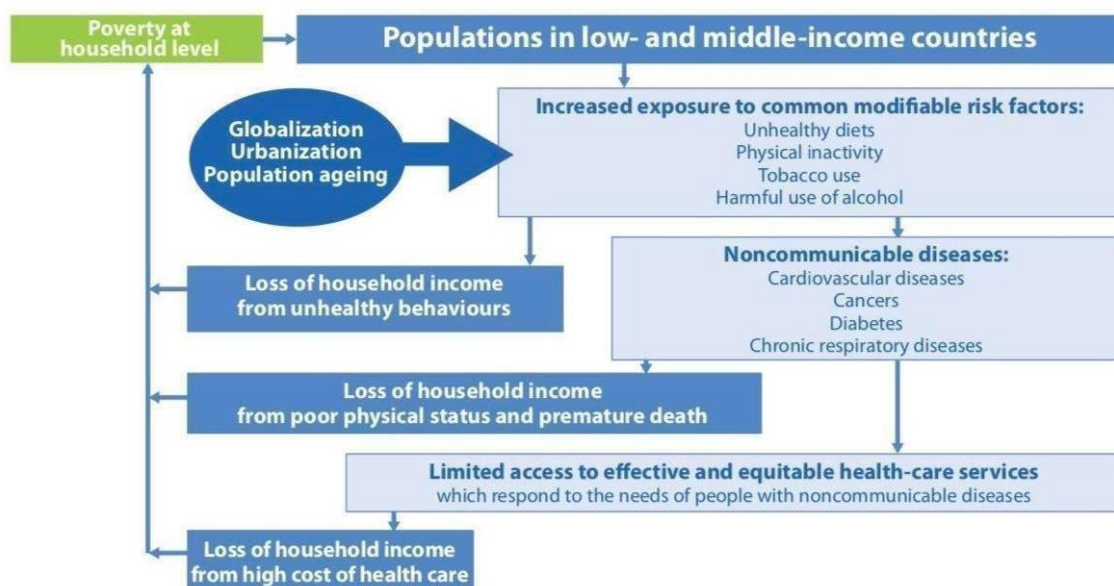 Poverty at
household level
Populations in low- and middle-income countries
Increased exposure to common modifiable risk factors:
Unhealthy diets
Physical inactivity
Tobacco use
Harmful use of alcohol
Globalization
Urbanization
Population ageing
Noncommunicable diseases:
Cardiovascular diseases
Cancers
Diabetes
Chronic respiratory diseases
Loss of household income
from unhealthy behaviours
Loss of household income
from poor physical status and premature death
Limited access to effective and equitable health-care services
which respond to the needs of people with noncommunicable diseases
Loss of household income
from high cost of health care